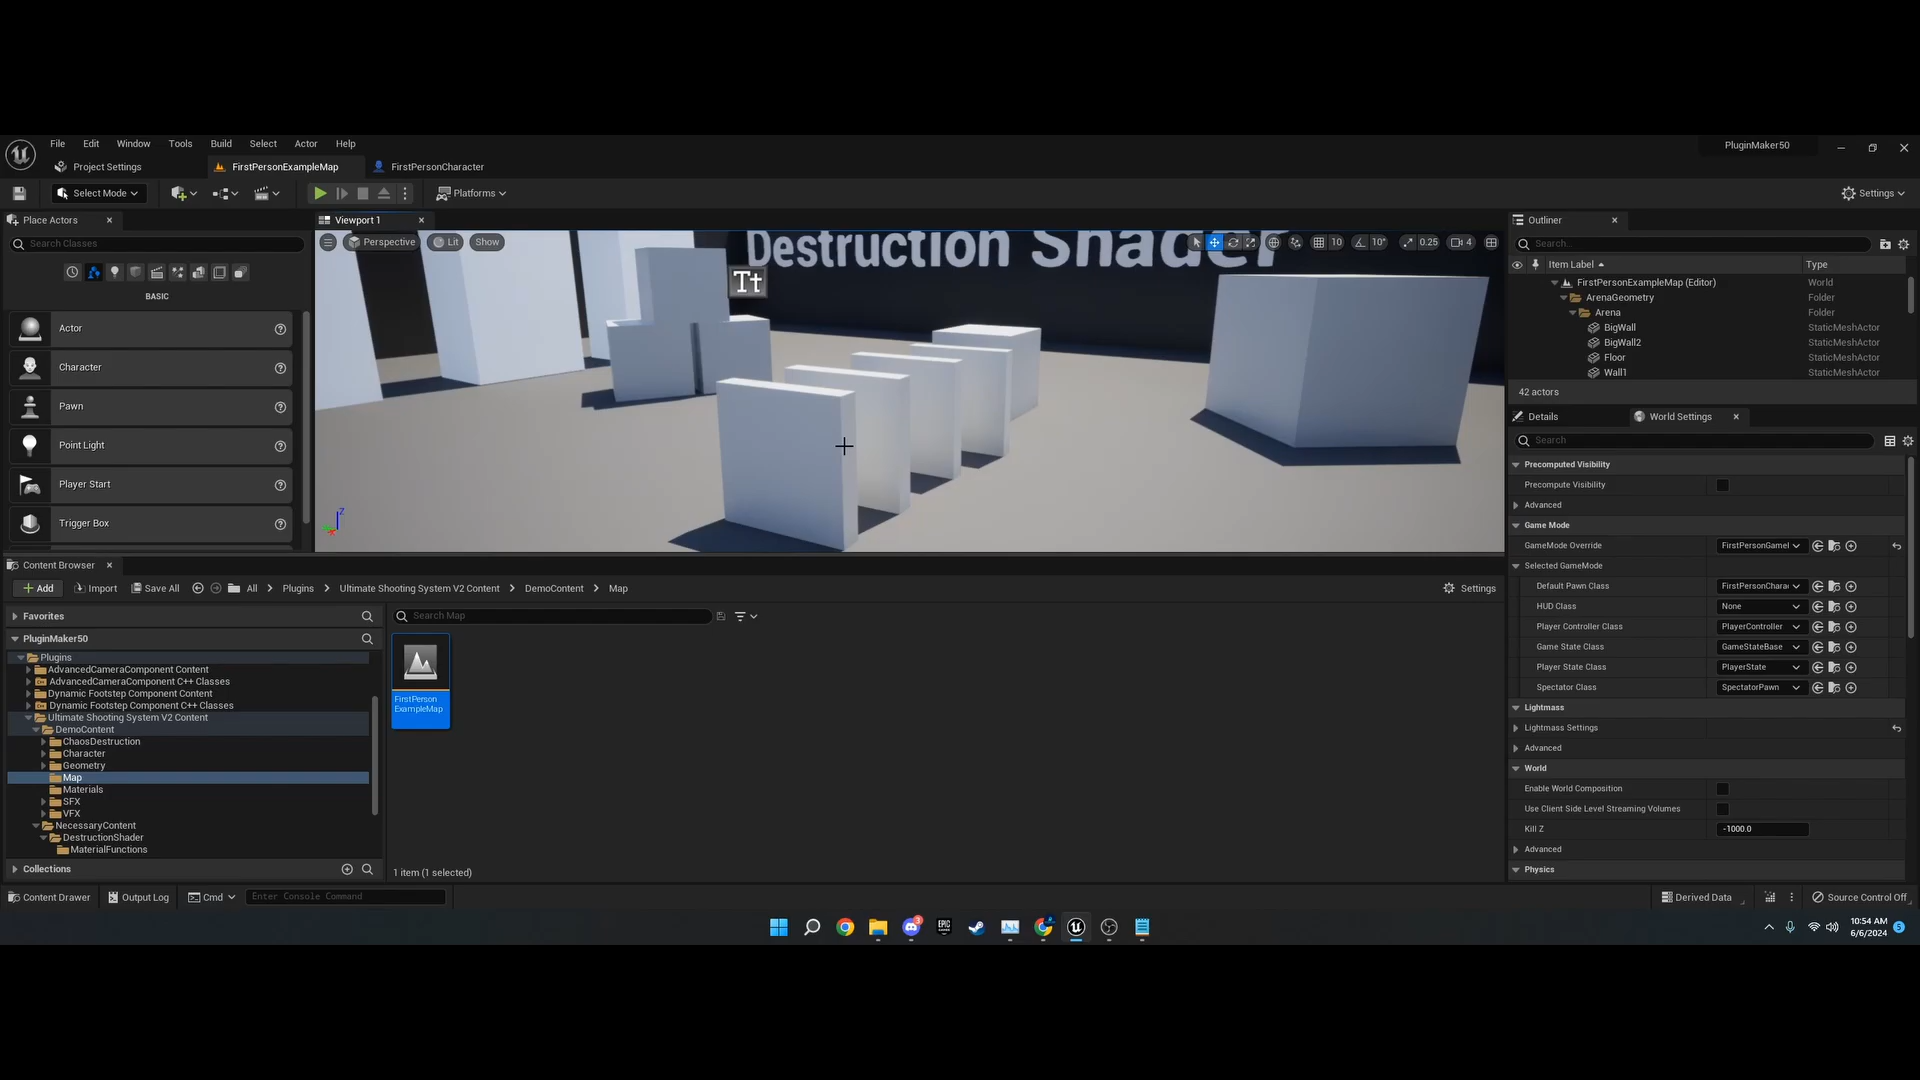 File Edit Window Tools Build Select Actor Help
PluginMaker50
Project Settings FirstPersonExampleMap FirstPersonCharacter
Select Mode Platforms Settings
Place Actors
Search Classes
BASIC
Actor
Character
Pawn
Point Light
Player Start
Trigger Box
Viewport 1
Perspective Lit Show
10 10° 0.25 4
Destruction Shader
Tt
Z
Outliner
Search...
Item Label Type
FirstPersonExampleMap (Editor) World
ArenaGeometry Folder
Arena Folder
BigWall StaticMeshActor
BigWall2 StaticMeshActor
Floor StaticMeshActor
Wall1 StaticMeshActor
42 actors
Details World Settings
Search
Precomputed Visibility
Precompute Visibility
Advanced
Game Mode
GameMode Override FirstPersonGameI
Selected GameMode
Default Pawn Class FirstPersonChara
HUD Class None
Player Controller Class PlayerController
Game State Class GameStateBase
Player State Class PlayerState
Spectator Class SpectatorPawn
Lightmass
Lightmass Settings
Advanced
World
Enable World Composition
Use Client Side Level Streaming Volumes
Kill Z -1000.0
Advanced
Physics
Content Browser
Add Import Save All All Plugins Ultimate Shooting System V2 Content DemoContent Map Settings
Favorites
PluginMaker50
Plugins
AdvancedCameraComponent Content
AdvancedCameraComponent C++ Classes
Dynamic Footstep Component Content
Dynamic Footstep Component C++ Classes
Ultimate Shooting System V2 Content
DemoContent
ChaosDestruction
Character
Geometry
Map
Materials
SFX
VFX
NecessaryContent
DestructionShader
MaterialFunctions
Collections
Search Map
FirstPerson
ExampleMap
1 item (1 selected)
Content Drawer Output Log Cmd Enter Console Command
Derived Data Source Control Off
EPIC
3
10:54 AM
6/6/2024
5